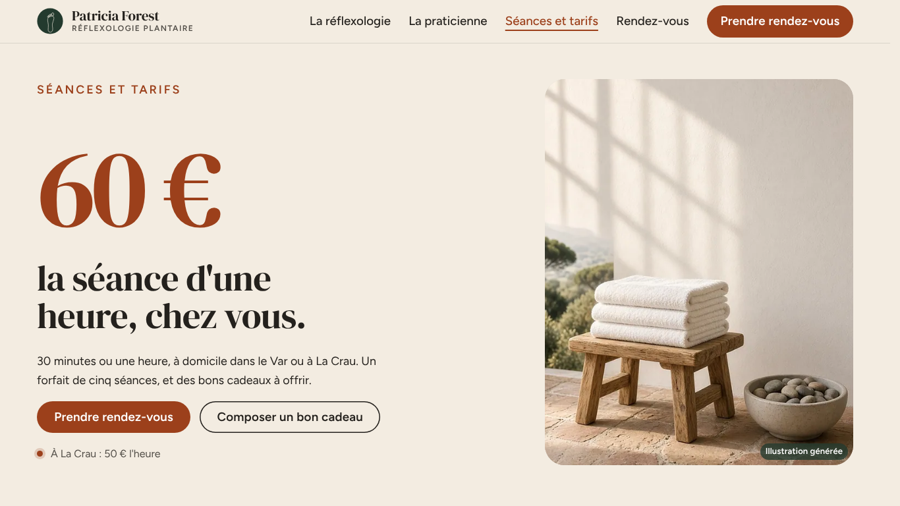 Patricia Forest
RÉFLEXOLOGIE PLANTAIRE
La réflexologie
La praticienne
Séances et tarifs
Rendez-vous
Prendre rendez-vous
SÉANCES ET TARIFS
60 €
la séance d'une
heure, chez vous.
30 minutes ou une heure, à domicile dans le Var ou à La Crau. Un
forfait de cinq séances, et des bons cadeaux à offrir.
Prendre rendez-vous
Composer un bon cadeau
À La Crau : 50 € l'heure
Illustration générée